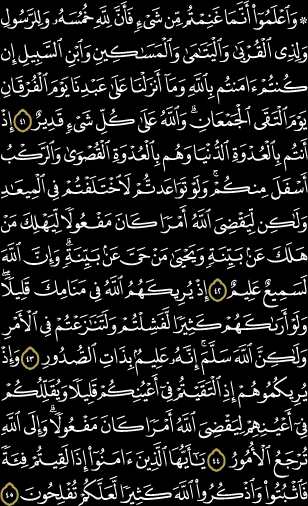 ۞ وَٱعۡلَمُوٓاْ أَنَّمَا غَنِمۡتُم مِّن شَيۡءٖ فَأَنَّ لِلَّهِ خُمُسَهُۥ وَلِلرَّسُولِ
وَلِذِي ٱلۡقُرۡبَىٰ وَٱلۡيَتَٰمَىٰ وَٱلۡمَسَٰكِينِ وَٱبۡنِ ٱلسَّبِيلِ إِن
كُنتُمۡ ءَامَنتُم بِٱللَّهِ وَمَآ أَنزَلۡنَا عَلَىٰ عَبۡدِنَا يَوۡمَ ٱلۡفُرۡقَانِ
يَوۡمَ ٱلۡتَقَى ٱلۡجَمۡعَانِۗ وَٱللَّهُ عَلَىٰ كُلِّ شَيۡءٖ قَدِيرٌ ٤١ إِذۡ
أَنتُم بِٱلۡعُدۡوَةِ ٱلدُّنۡيَا وَهُم بِٱلۡعُدۡوَةِ ٱلۡقُصۡوَىٰ وَٱلرَّكۡبُ
أَسۡفَلَ مِنكُمۡۚ وَلَوۡ تَوَاعَدتُّمۡ لَٱخۡتَلَفۡتُمۡ فِي ٱلۡمِيعَٰدِ
وَلَٰكِن لِّيَقۡضِيَ ٱللَّهُ أَمۡرٗا كَانَ مَفۡعُولٗا لِّيَهۡلِكَ مَنۡ
هَلَكَ عَنۢ بَيِّنَةٖ وَيَحۡيَىٰ مَنۡ حَيَّ عَنۢ بَيِّنَةٖۗ وَإِنَّ ٱللَّهَ
لَسَمِيعٌ عَلِيمٌ ٤٢ إِذۡ يُرِيكَهُمُ ٱللَّهُ فِي مَنَامِكَ قَلِيلٗاۖ
وَلَوۡ أَرَىٰكَهُمۡ كَثِيرٗا لَّفَشِلۡتُمۡ وَلَتَنَٰزَعۡتُمۡ فِي ٱلۡأَمۡرِ
وَلَٰكِنَّ ٱللَّهَ سَلَّمَۚ إِنَّهُۥ عَلِيمُۢ بِذَاتِ ٱلصُّدُورِ ٤٣ وَإِذۡ
يُرِيكُمُوهُمۡ إِذِ ٱلۡتَقَيۡتُمۡ فِيٓ أَعۡيُنِكُمۡ قَلِيلٗا وَيُقَلِّلُكُمۡ
فِيٓ أَعۡيُنِهِمۡ لِيَقۡضِيَ ٱللَّهُ أَمۡرٗا كَانَ مَفۡعُولٗاۗ وَإِلَى ٱللَّهِ
تُرۡجَعُ ٱلۡأُمُورُ ٤٤ يَٰٓأَيُّهَا ٱلَّذِينَ ءَامَنُوٓاْ إِذَا لَقِيتُمۡ فِئَةٗ
فَٱثۡبُتُواْ وَٱذۡكُرُواْ ٱللَّهَ كَثِيرٗا لَّعَلَّكُمۡ تُفۡلِحُونَ ٤٥